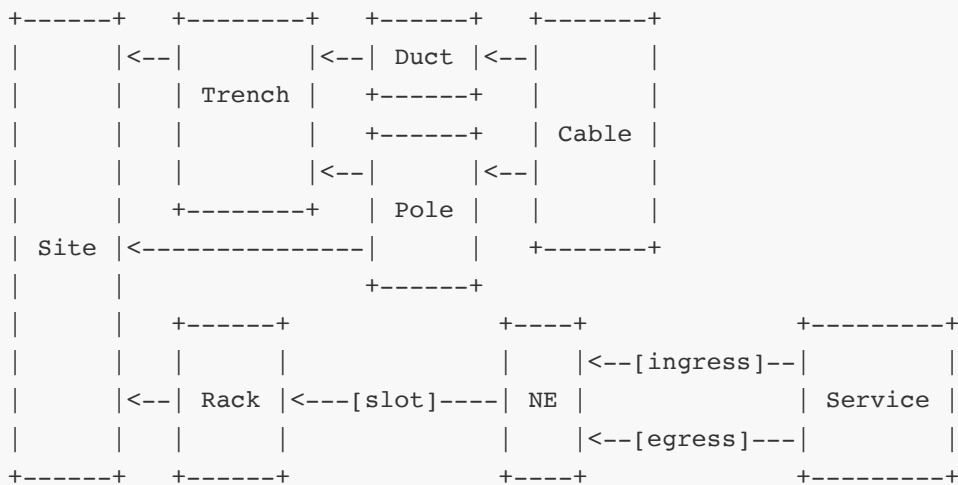 +------+   +--------+   +------+   +-------+
|      |<--|        |<--| Duct |<--|       |
|      |   | Trench |   +------+   |       |
|      |   |        |   +------+   | Cable |
|      |   |        |<--|      |<--|       |
|      |   +--------+   | Pole |   |       |
| Site |<---------------|      |   +-------+
|      |                +------+
|      |   +------+             +----+             +---------+
|      |   |      |             |    |<--[ingress]--|         |
|      |<--| Rack |<---[slot]----| NE |             | Service |
|      |   |      |             |    |<--[egress]---|         |
+------+   +------+             +----+             +---------+